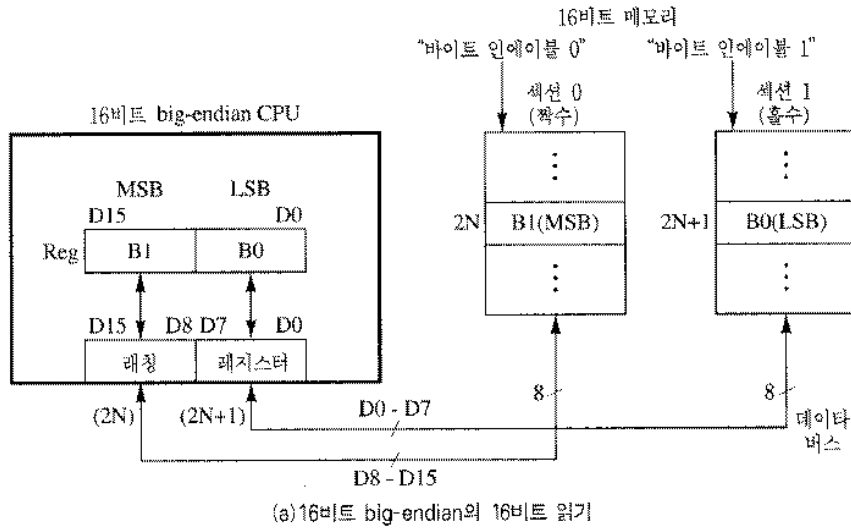 16비트 메모리
“바이트 인에이블 0” “바이트 인에이블 1”
16비트 big-endian CPU
세션 0 세션 1
(짝수) (홀수)
MSB LSB
D15 D0
Reg B1 B0
2N B1(MSB) 2N+1 B0(LSB)
D15 D8 D7 D0
래칭 레지스터
(2N) (2N+1)
8 8
D0 - D7
데이타
버스
D8 - D15
(a)16비트 big-endian의 16비트 읽기